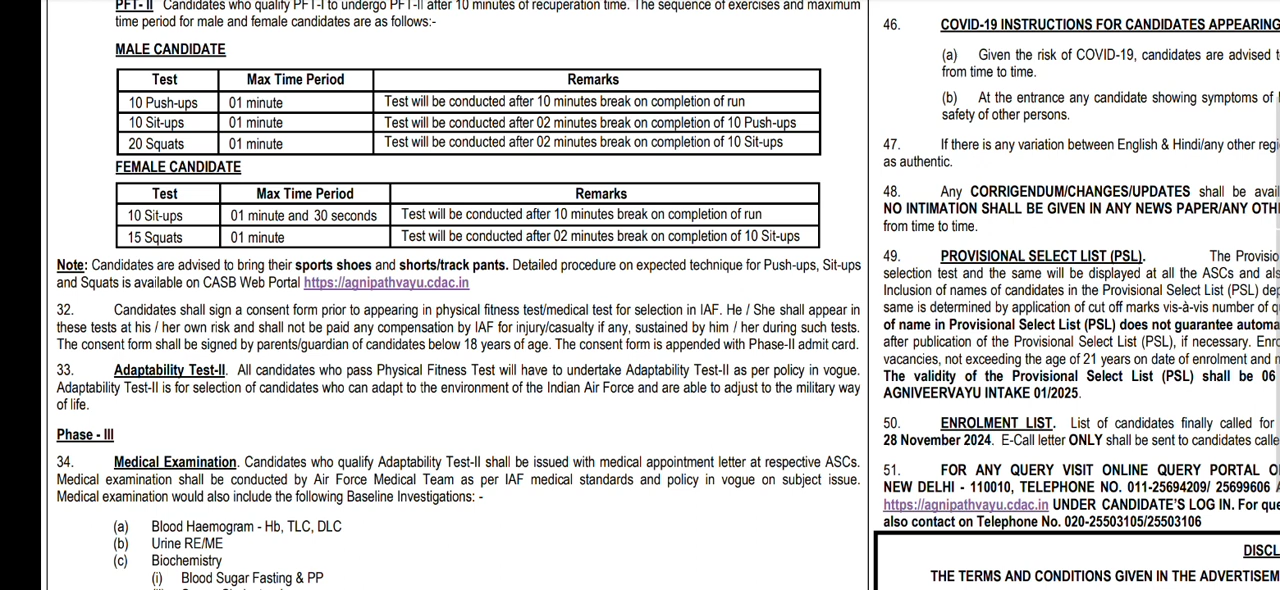 PFT- II Candidates who qualify PFT-I to undergo PFT-II after 10 minutes of recuperation time. The sequence of exercises and maximum
time period for male and female candidates are as follows:-
MALE CANDIDATE
Test Max Time Period Remarks
10 Push-ups 01 minute Test will be conducted after 10 minutes break on completion of run
10 Sit-ups 01 minute Test will be conducted after 02 minutes break on completion of 10 Push-ups
20 Squats 01 minute Test will be conducted after 02 minutes break on completion of 10 Sit-ups
FEMALE CANDIDATE
Test Max Time Period Remarks
10 Sit-ups 01 minute and 30 seconds Test will be conducted after 10 minutes break on completion of run
15 Squats 01 minute Test will be conducted after 02 minutes break on completion of 10 Sit-ups
Note: Candidates are advised to bring their sports shoes and shorts/track pants. Detailed procedure on expected technique for Push-ups, Sit-ups
and Squats is available on CASB Web Portal https://agnipathvayu.cdac.in
32. Candidates shall sign a consent form prior to appearing in physical fitness test/medical test for selection in IAF. He / She shall appear in
these tests at his / her own risk and shall not be paid any compensation by IAF for injury/casualty if any, sustained by him / her during such tests.
The consent form shall be signed by parents/guardian of candidates below 18 years of age. The consent form is appended with Phase-II admit card.
33. Adaptability Test-II. All candidates who pass Physical Fitness Test will have to undertake Adaptability Test-II as per policy in vogue.
Adaptability Test-II is for selection of candidates who can adapt to the environment of the Indian Air Force and are able to adjust to the military way
of life.
Phase - III
34. Medical Examination. Candidates who qualify Adaptability Test-II shall be issued with medical appointment letter at respective ASCs.
Medical examination shall be conducted by Air Force Medical Team as per IAF medical standards and policy in vogue on subject issue.
Medical examination would also include the following Baseline Investigations: -
(a) Blood Haemogram - Hb, TLC, DLC
(b) Urine RE/ME
(c) Biochemistry
(i) Blood Sugar Fasting & PP
46. COVID-19 INSTRUCTIONS FOR CANDIDATES APPEARING
(a) Given the risk of COVID-19, candidates are advised
from time to time.
(b) At the entrance any candidate showing symptoms of
safety of other persons.
47. If there is any variation between English & Hindi/any other
as authentic.
48. Any CORRIGENDUM/CHANGES/UPDATES shall be
NO INTIMATION SHALL BE GIVEN IN ANY NEWS PAPER/ANY
from time to time.
49. PROVISIONAL SELECT LIST (PSL). The
selection test and the same will be displayed at all the ASCs and
Inclusion of names of candidates in the Provisional Select List (PSL)
same is determined by application of cut off marks vis-à-vis number of
of name in Provisional Select List (PSL) does not guarantee
after publication of the Provisional Select List (PSL), if necessary.
vacancies, not exceeding the age of 21 years on date of enrolment and
The validity of the Provisional Select List (PSL) shall be 06
AGNIVEERVAYU INTAKE 01/2025.
50. ENROLMENT LIST. List of candidates finally called for
28 November 2024. E-Call letter ONLY shall be sent to candidates
51. FOR ANY QUERY VISIT ONLINE QUERY PORTAL
NEW DELHI - 110010, TELEPHONE NO. 011-25694209/ 25699606
https://agnipathvayu.cdac.in UNDER CANDIDATE'S LOG IN. For
also contact on Telephone No. 020-25503105/25503106
THE TERMS AND CONDITIONS GIVEN IN THE